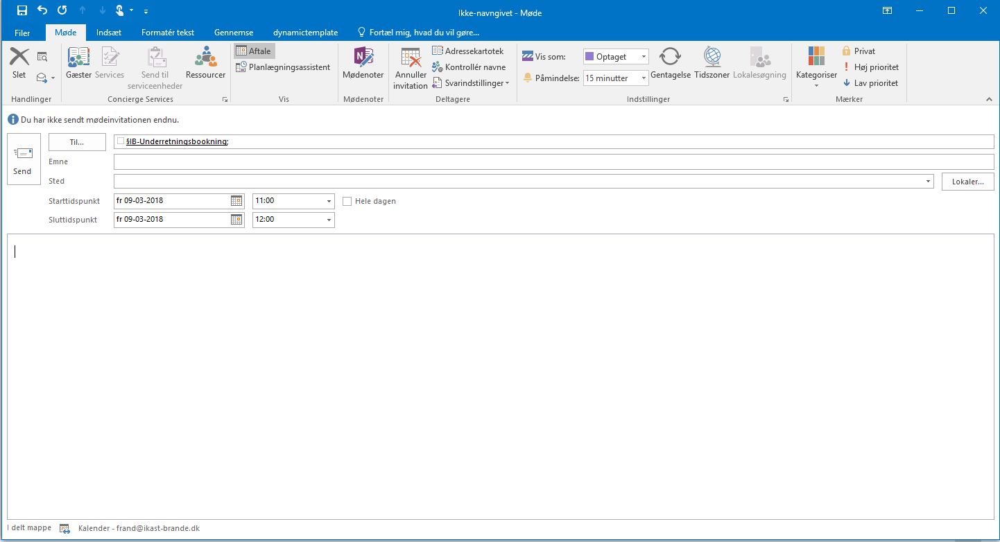 Ikke-navngivet - Møde
Filer Møde Indsæt Formatér tekst Gennemse dynamictemplate Fortæl mig, hvad du vil gøre...
Slet
Gæster Services Send til serviceenheder Ressourcer
Aftale
Planlægningsassistent
Mødenoter
Annuller invitation
Adressekartotek
Kontrollér navne
Svarindstillinger
Vis som: Optaget
Påmindelse: 15 minutter
Gentagelse Tidszoner Lokalesøgning
Kategoriser
Privat
Høj prioritet
Lav prioritet
Handlinger Concierge Services Vis Mødenoter Deltagere Indstillinger Mærker
Du har ikke sendt mødeinvitationen endnu.
Send
Til... §IB-Underretningsbookning;
Emne
Sted Lokaler...
Starttidspunkt fr 09-03-2018 11:00 Hele dagen
Sluttidspunkt fr 09-03-2018 12:00
I delt mappe Kalender - frand@ikast-brande.dk